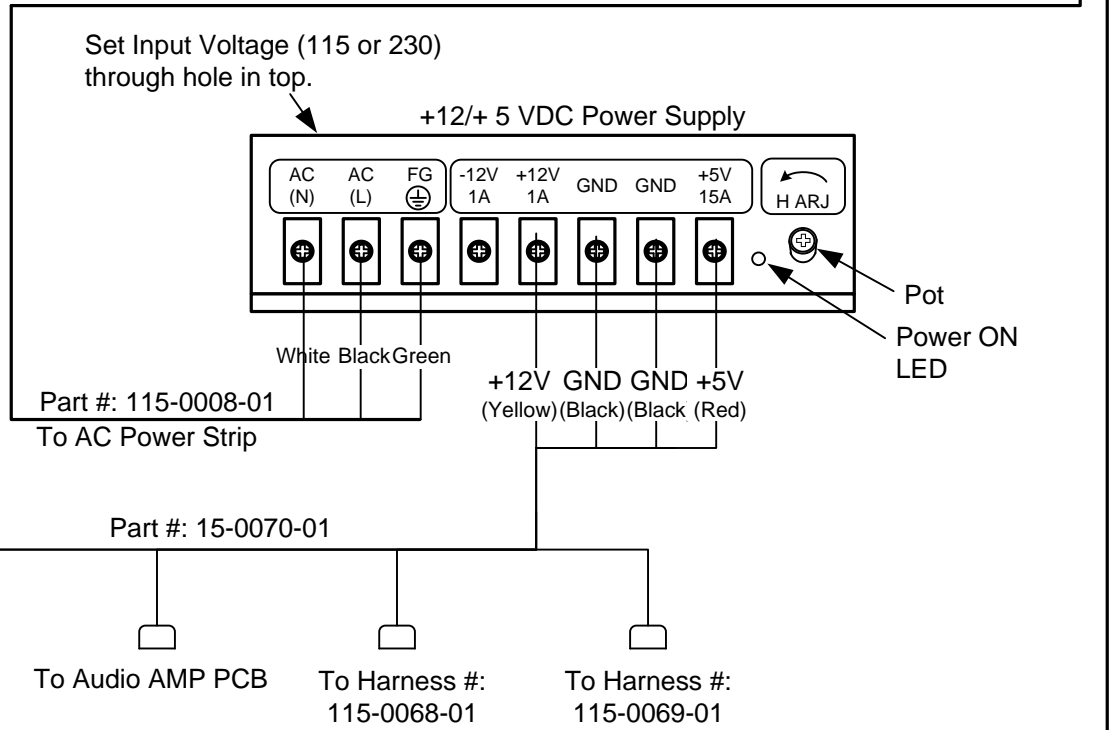 Set Input Voltage (115 or 230)
through hole in top.
+12/+ 5 VDC Power Supply
AC
(N)
AC
(L)
FG
-12V
1A
+12V
1A
GND
GND
+5V
15A
H ARJ
Pot
Power ON
LED
White Black Green
+12V GND GND +5V
(Yellow) (Black) (Black (Red)
Part #: 115-0008-01
To AC Power Strip
Part #: 15-0070-01
To Audio AMP PCB
To Harness #:
115-0068-01
To Harness #:
115-0069-01